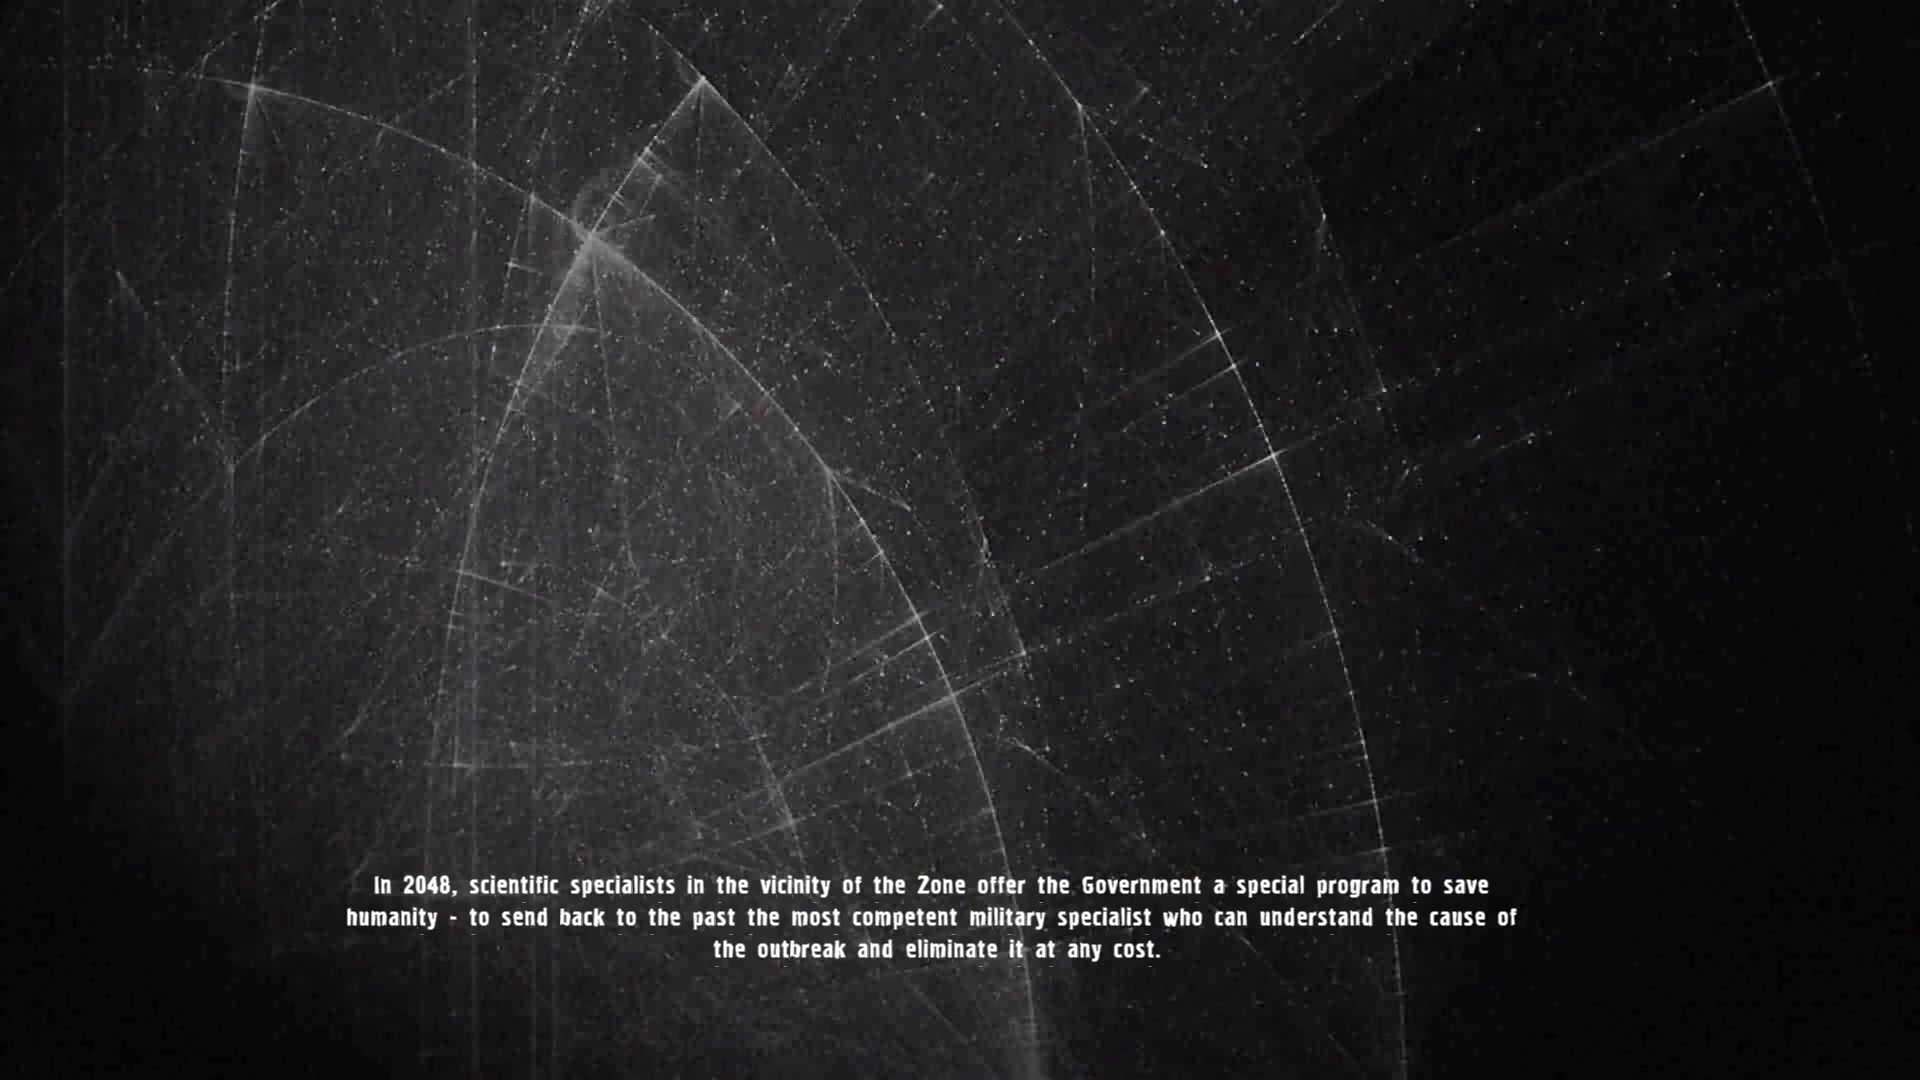 In 2048, scientific specialists in the vicinity of the Zone offer the Government a special program to save
humanity - to send back to the past the most competent military specialist who can understand the cause of
the outbreak and eliminate it at any cost.